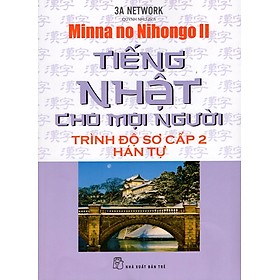 3A NETWORK
Minna no Nihongo II
TIẾNG
NHẬT
CHO MỌI NGƯỜI
TRÌNH ĐỘ SƠ CẤP 2
HÁN TỰ
NHÀ XUẤT BẢN TRẺ